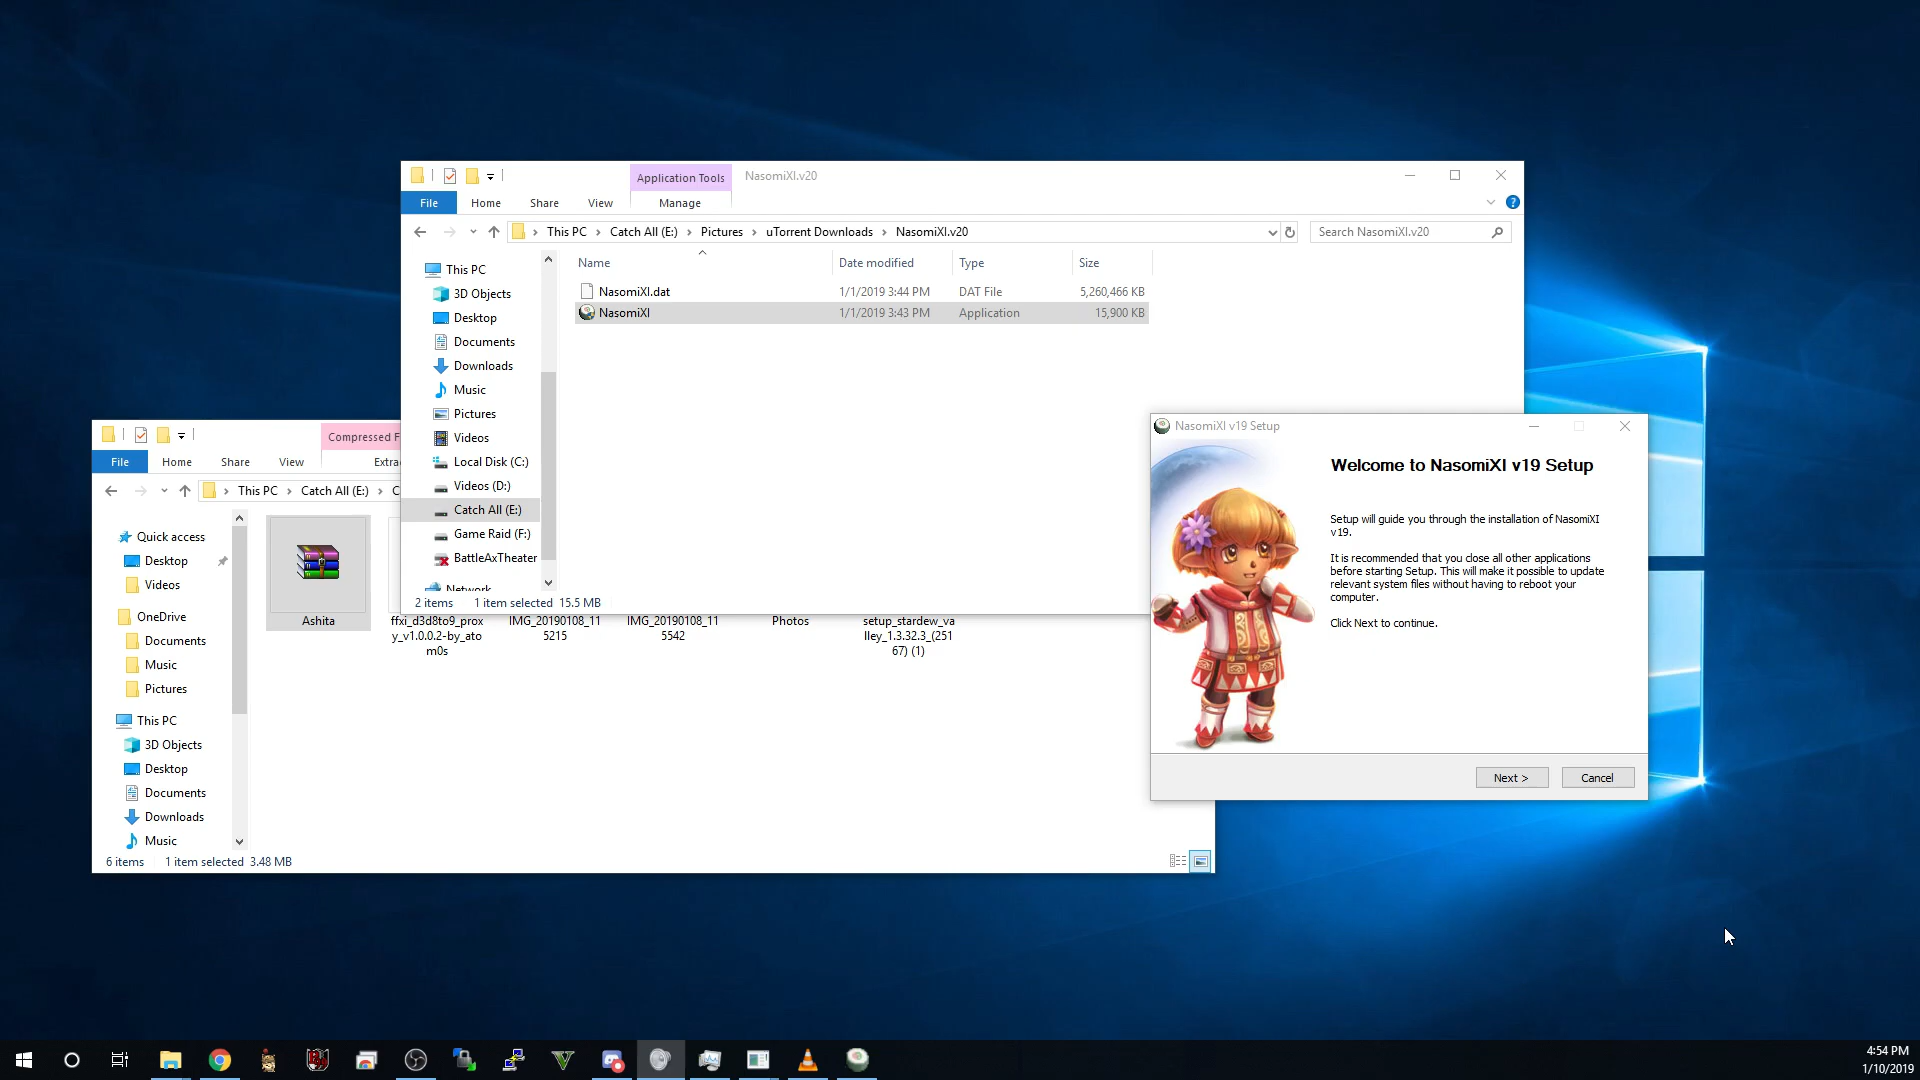 Application Tools
NasomiXI.v20
File
Home
Share
View
Manage
This PC
Catch All (E:)
Pictures
uTorrent Downloads
NasomiXI.v20
Search NasomiXI.v20
Name
Date modified
Type
Size
NasomiXI.dat
1/1/2019 3:44 PM
DAT File
5,260,466 KB
NasomiXI
1/1/2019 3:43 PM
Application
15,900 KB
This PC
3D Objects
Desktop
Documents
Downloads
Music
Pictures
Videos
Local Disk (C:)
Videos (D:)
Catch All (E:)
Game Raid (F:)
BattleAxTheater
Network
2 items
1 item selected 15.5 MB
Compressed F
File
Home
Share
View
Extrac
This PC
Catch All (E:)
C
Quick access
Desktop
Videos
OneDrive
Documents
Music
Pictures
This PC
3D Objects
Desktop
Documents
Downloads
Music
Ashita
ffxi_d3d8to9_prox
y_v1.0.0.2-by_ato
m0s
IMG_20190108_11
5215
IMG_20190108_11
5542
Photos
setup_stardew_va
lley_1.3.32.3_(251
67) (1)
6 items
1 item selected 3.48 MB
NasomiXI v19 Setup
Welcome to NasomiXI v19 Setup
Setup will guide you through the installation of NasomiXI
v19.
It is recommended that you close all other applications
before starting Setup. This will make it possible to update
relevant system files without having to reboot your
computer.
Click Next to continue.
Next >
Cancel
4:54 PM
1/10/2019